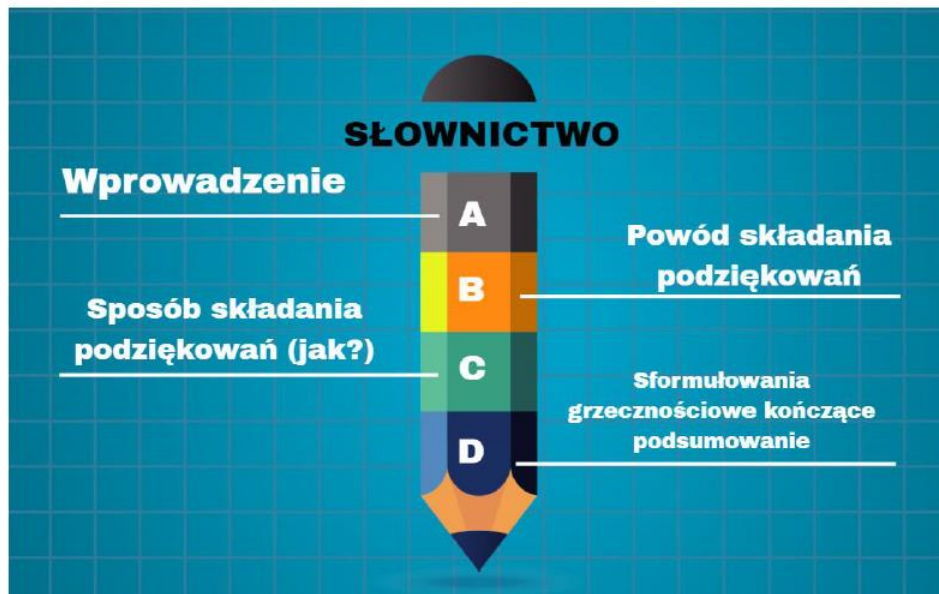 SŁOWNICTWO
Wprowadzenie
A
Powód składania
podziękowań
B
Sposób składania
podziękowań (jak?)
C
Sformułowania
grzecznościowe kończące
podsumowanie
D